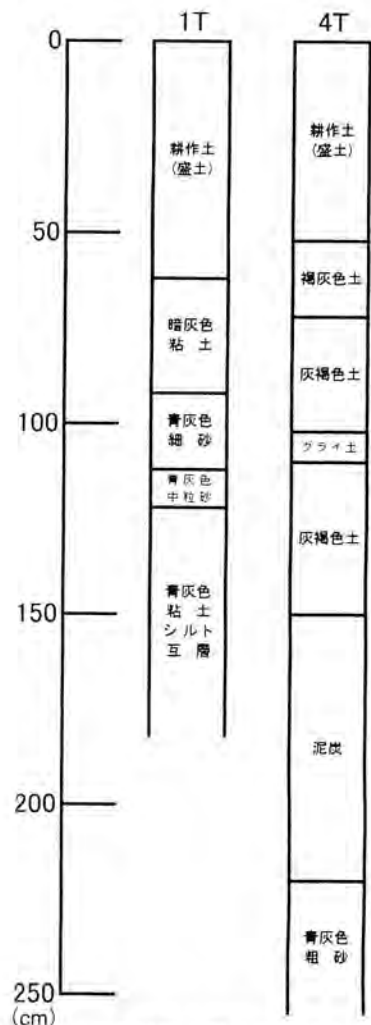 1T
4T
0
50
100
150
200
250
(cm)
耕作土
(盛土)
暗灰色
粘 土
青灰色
細 砂
青灰色
中粒砂
青灰色
粘 土
シルト
互 層
耕作土
(盛土)
褐灰色土
灰褐色土
グライ土
灰褐色土
泥炭
青灰色
粗 砂